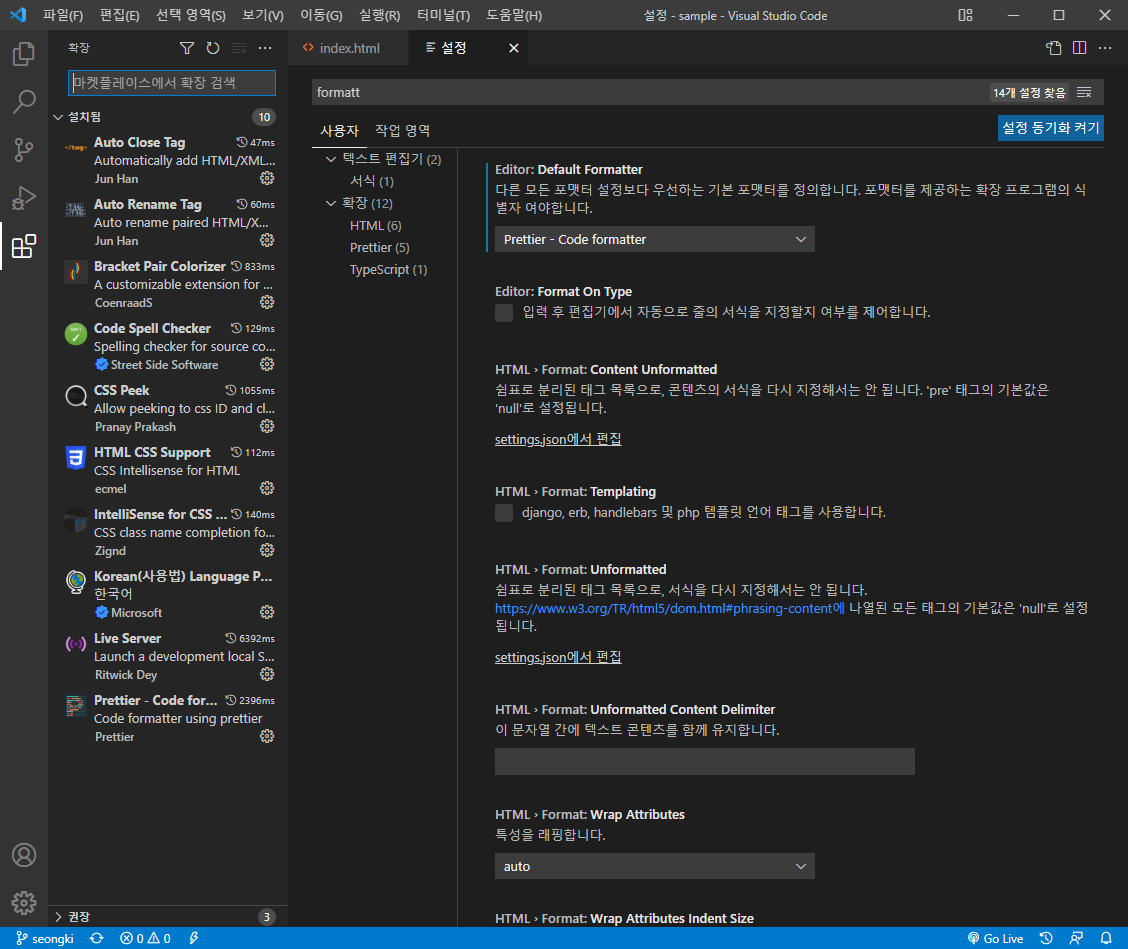 파일(F) 편집(E) 선택 영역(S) 보기(V) 이동(G) 실행(R) 터미널(T) 도움말(H) 설정 - sample - Visual Studio Code
확장
마켓플레이스에서 확장 검색
설치됨 10
Auto Close Tag 47ms
Automatically add HTML/XML...
Jun Han
Auto Rename Tag 60ms
Auto rename paired HTML/X...
Jun Han
Bracket Pair Colorizer 833ms
A customizable extension for ...
CoenraadS
Code Spell Checker 129ms
Spelling checker for source co...
Street Side Software
CSS Peek 1055ms
Allow peeking to css ID and cl...
Pranay Prakash
HTML CSS Support 112ms
CSS Intellisense for HTML
ecmel
IntelliSense for CSS ... 140ms
CSS class name completion fo...
Zignd
Korean(사용법) Language P...
한국어
Microsoft
Live Server 6392ms
Launch a development local S...
Ritwick Dey
Prettier - Code for... 2396ms
Code formatter using prettier
Prettier
권장 3
index.html 설정
formatt 14개 설정 찾음
사용자 작업 영역 설정 동기화 켜기
텍스트 편집기 (2)
서식 (1)
확장 (12)
HTML (6)
Prettier (5)
TypeScript (1)
Editor: Default Formatter
다른 모든 포맷터 설정보다 우선하는 기본 포맷터를 정의합니다. 포맷터를 제공하는 확장 프로그램의 식
별자 여야합니다.
Prettier - Code formatter
Editor: Format On Type
입력 후 편집기에서 자동으로 줄의 서식을 지정할지 여부를 제어합니다.
HTML › Format: Content Unformatted
쉼표로 분리된 태그 목록으로, 콘텐츠의 서식을 다시 지정해서는 안 됩니다. 'pre' 태그의 기본값은
'null'로 설정됩니다.
settings.json에서 편집
HTML › Format: Templating
django, erb, handlebars 및 php 템플릿 언어 태그를 사용합니다.
HTML › Format: Unformatted
쉼표로 분리된 태그 목록으로, 서식을 다시 지정해서는 안 됩니다.
https://www.w3.org/TR/html5/dom.html#phrasing-content에 나열된 모든 태그의 기본값은 'null'로 설정
됩니다.
settings.json에서 편집
HTML › Format: Unformatted Content Delimiter
이 문자열 간에 텍스트 콘텐츠를 함께 유지합니다.
HTML › Format: Wrap Attributes
특성을 래핑합니다.
auto
HTML › Format: Wrap Attributes Indent Size
seongki 0 0 Go Live